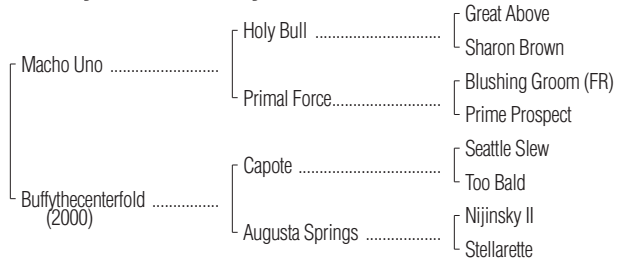 Great Above
Holy Bull ......................
Sharon Brown
Macho Uno ........................
Blushing Groom (FR)
Primal Force........................
Prime Prospect
Seattle Slew
Capote ..............................
Too Bald
Buffythecenterfold ...............
(2000)
Nijinsky II
Augusta Springs ................
Stellarette